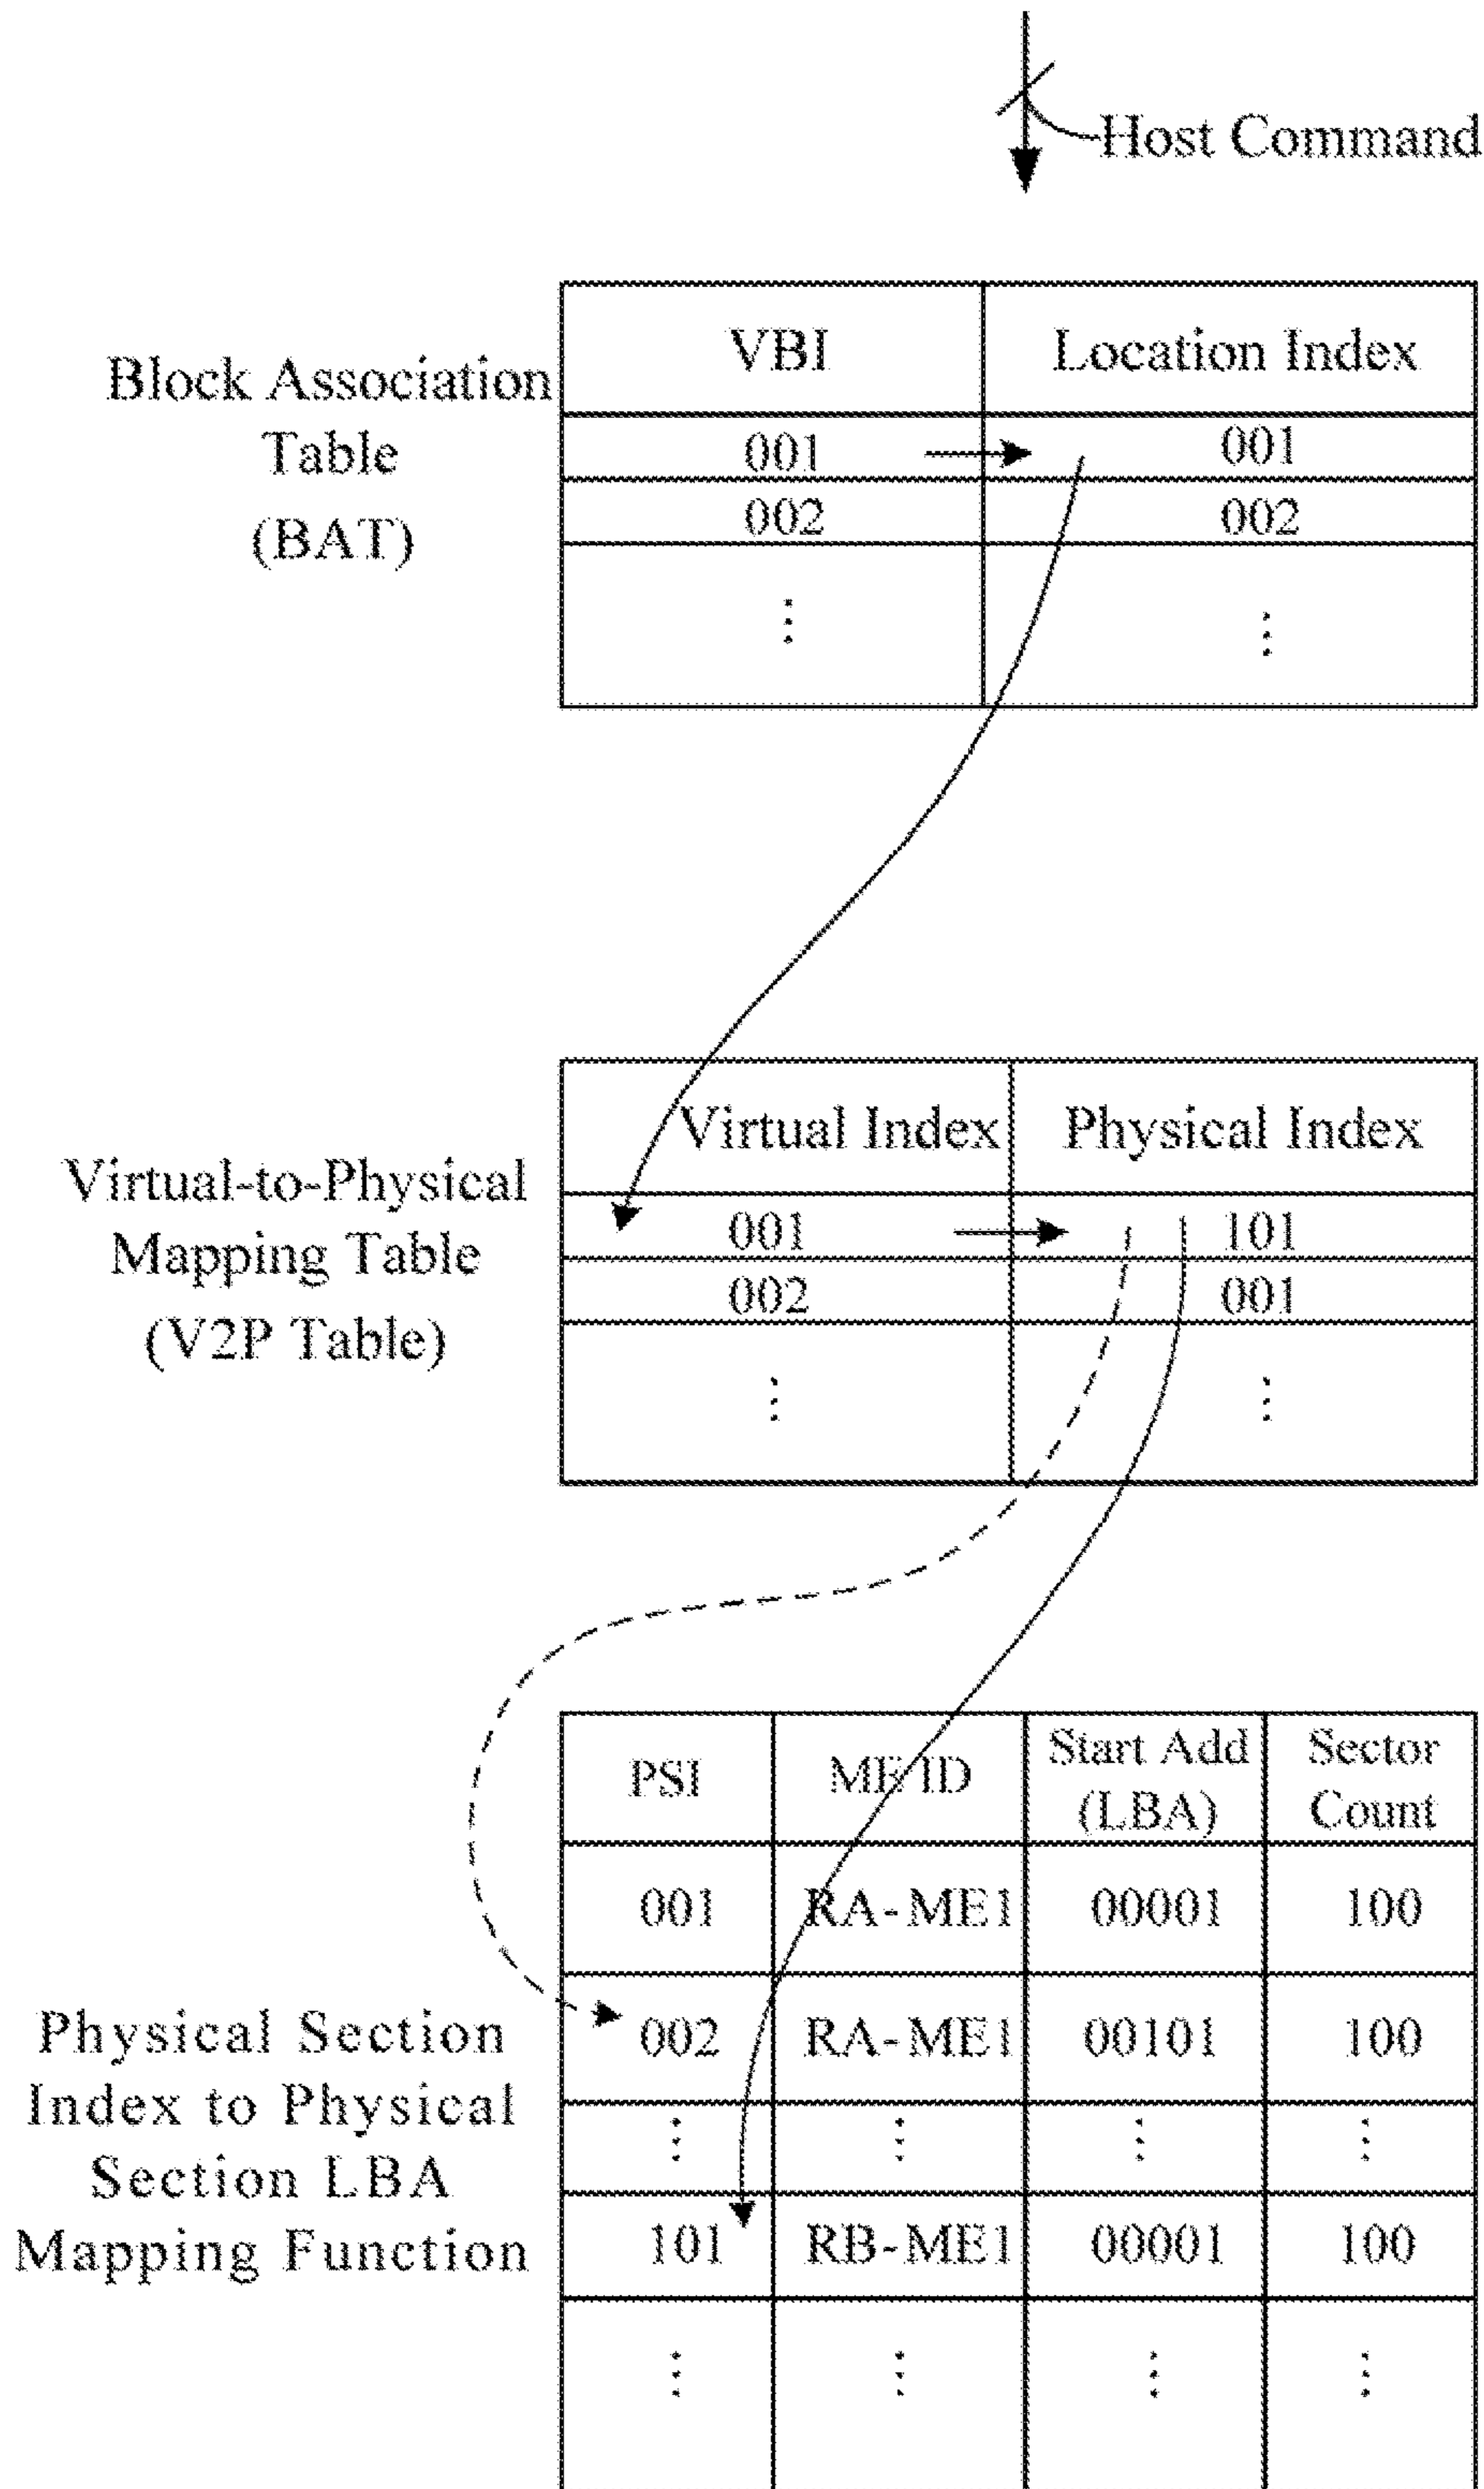 Host Command
Block Association
Table
(BAT)
VBI Location Index
001 001
002 002
⋮ ⋮
Virtual-to-Physical
Mapping Table
(V2P Table)
Virtual Index Physical Index
001 101
002 001
⋮ ⋮
Physical Section
Index to Physical
Section LBA
Mapping Function
PSI ME ID Start Add (LBA) Sector Count
001 RA-ME1 00001 100
002 RA-ME1 00101 100
⋮ ⋮ ⋮ ⋮
101 RB-ME1 00001 100
⋮ ⋮ ⋮ ⋮